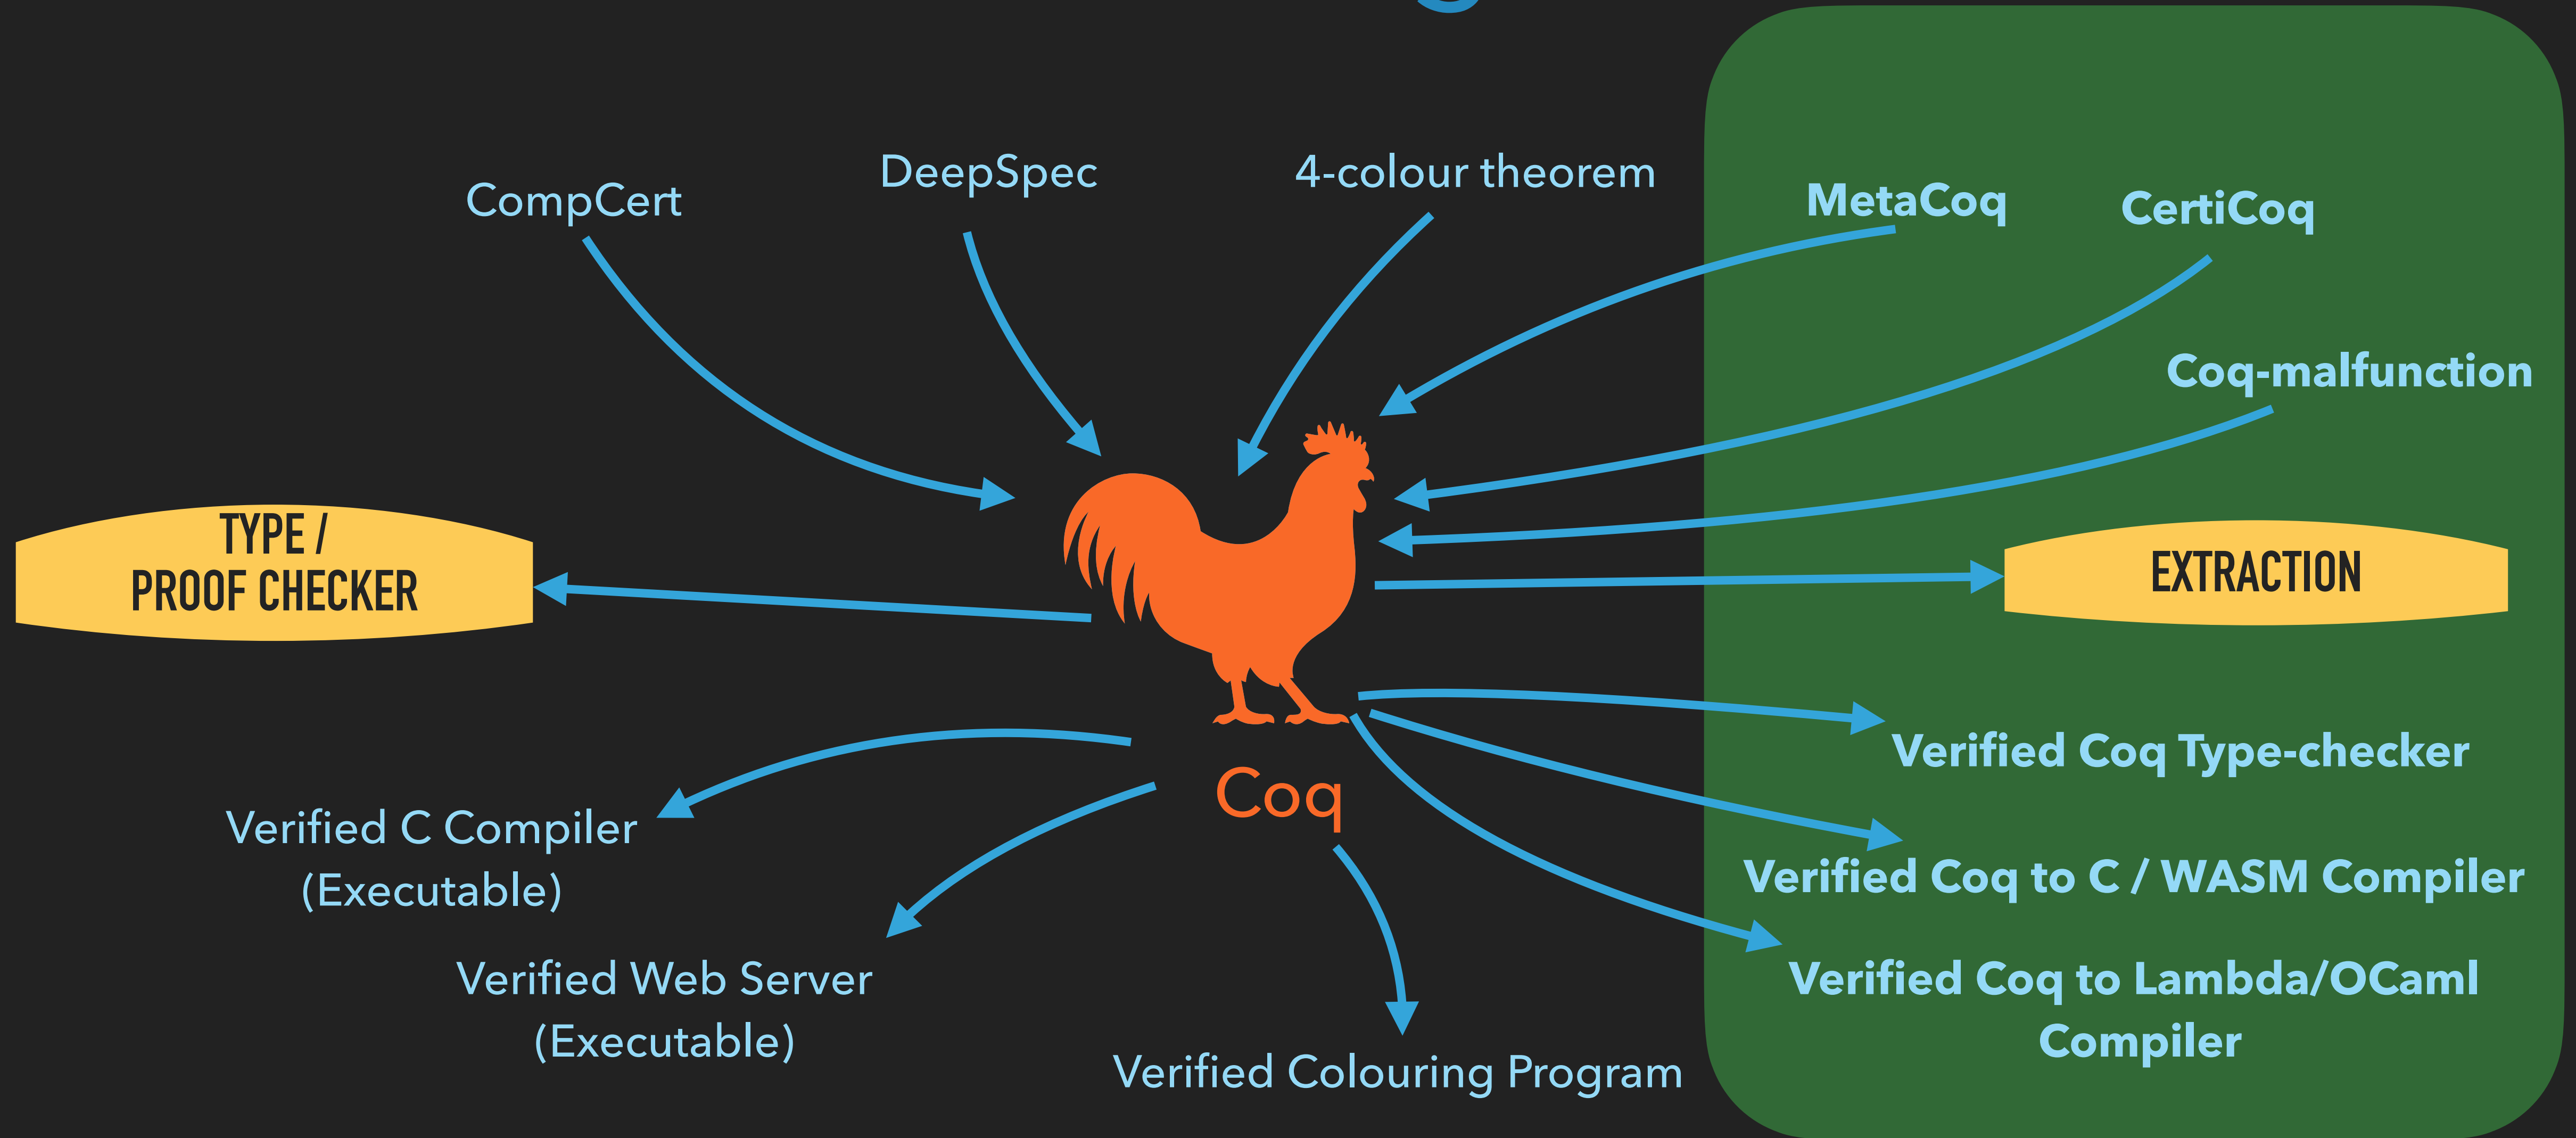 CompCert
DeepSpec
4-colour theorem
MetaCoq
CertiCoq
Coq-malfunction
TYPE /
PROOF CHECKER
EXTRACTION
Coq
Verified C Compiler
(Executable)
Verified Web Server
(Executable)
Verified Colouring Program
Verified Coq Type-checker
Verified Coq to C / WASM Compiler
Verified Coq to Lambda/OCaml
Compiler